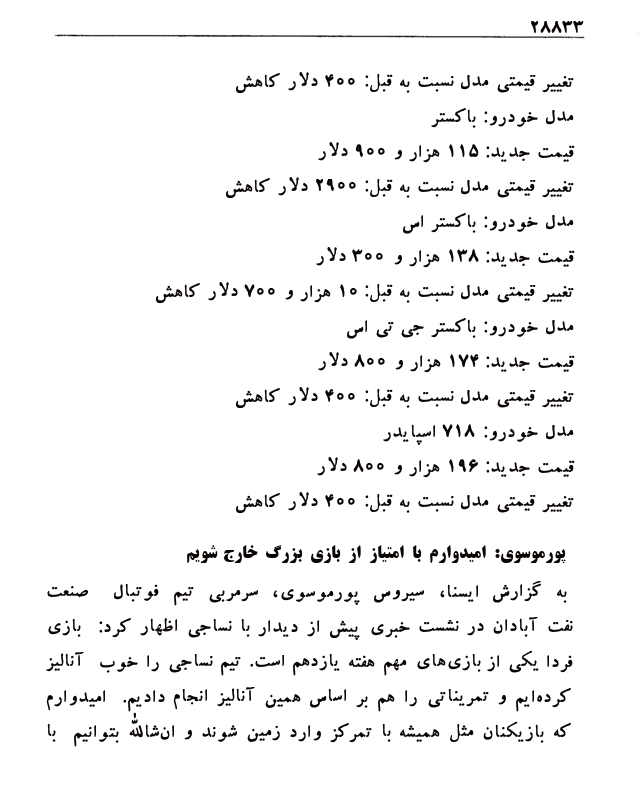 ۲۸۸۳۳
تغییر قیمتی مدل نسبت به قبل: ۴۰۰ دلار کاهش
مدل خودرو: باکستر
قیمت جدید: ۱۱۵ هزار و ۹۰۰ دلار
تغییر قیمتی مدل نسبت به قبل: ۲۹۰۰ دلار کاهش
مدل خودرو: باکستر اس
قیمت جدید: ۱۳۸ هزار و ۳۰۰ دلار
تغییر قیمتی مدل نسبت به قبل: ۱۰ هزار و ۷۰۰ دلار کاهش
مدل خودرو: باکستر جی تی اس
قیمت جدید: ۱۷۴ هزار و ۸۰۰ دلار
تغییر قیمتی مدل نسبت به قبل: ۴۰۰ دلار کاهش
مدل خودرو: ۷۱۸ اسپایدر
قیمت جدید: ۱۹۶ هزار و ۸۰۰ دلار
تغییر قیمتی مدل نسبت به قبل: ۴۰۰ دلار کاهش
پورموسوی: امیدوارم با امتیاز از بازی بزرگ خارج شویم
به گزارش ایسنا، سیروس پورموسوی، سرمربی تیم فوتبال صنعت
نفت آبادان در نشست خبری پیش از دیدار با نساجی اظهار کرد: بازی
فردا یکی از بازی‌های مهم هفته یازدهم است. تیم نساجی را خوب آنالیز
کرده‌ایم و تمریناتی را هم بر اساس همین آنالیز انجام دادیم. امیدوارم
که بازیکنان مثل همیشه با تمرکز وارد زمین شوند و ان‌شالله بتوانیم با